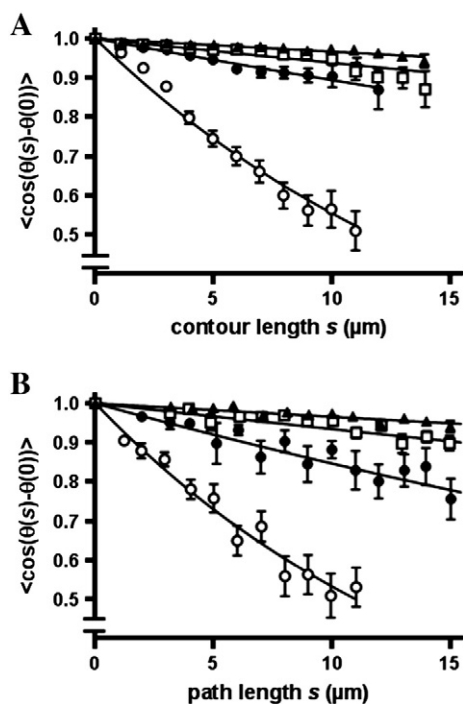 A
<cos(θ(s)-θ(0))>
1.0
0.9
0.8
0.7
0.6
0.5
0 5 10 15
contour length s (µm)
B
<cos(θ(s)-θ(0))>
1.0
0.9
0.8
0.7
0.6
0.5
0 5 10 15
path length s (µm)